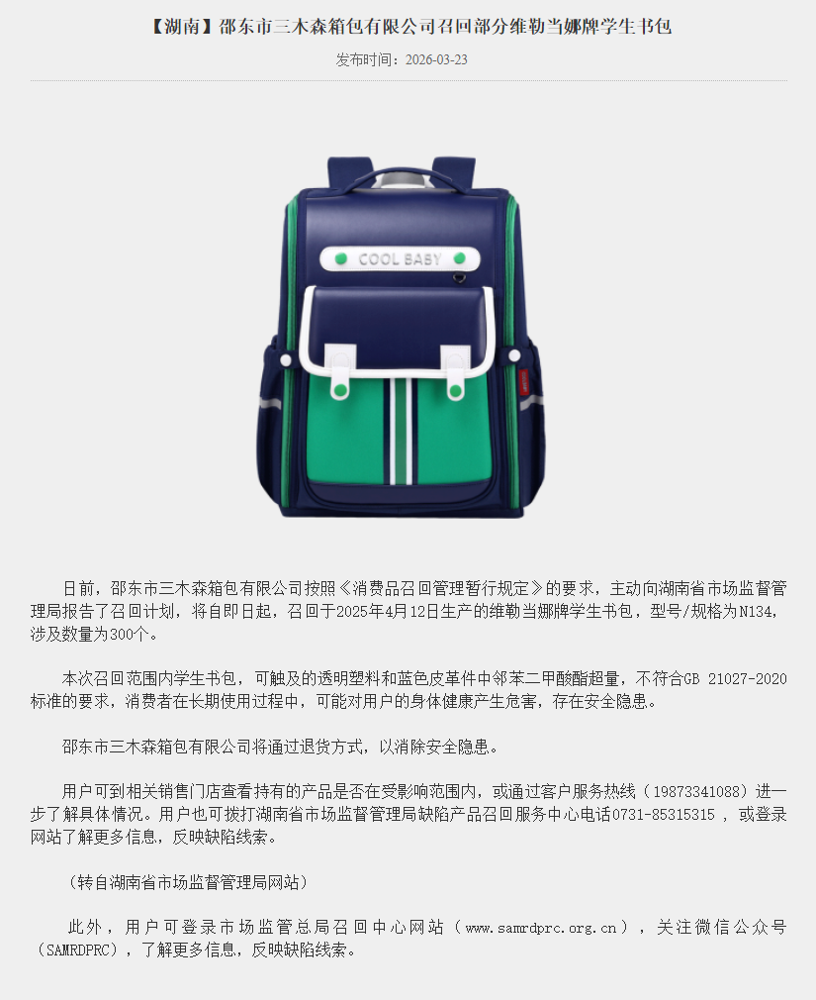 【湖南】邵东市三木森箱包有限公司召回部分维勒当娜牌学生书包
发布时间：2026-03-23
COOL BABY
日前，邵东市三木森箱包有限公司按照《消费品召回管理暂行规定》的要求，主动向湖南省市场监督管
理局报告了召回计划，将自即日起，召回于2025年4月12日生产的维勒当娜牌学生书包，型号/规格为N134，
涉及数量为300个。
本次召回范围内学生书包，可触及的透明塑料和蓝色皮革件中邻苯二甲酸酯超量，不符合GB 21027-2020
标准的要求，消费者在长期使用过程中，可能对用户的身体健康产生危害，存在安全隐患。
邵东市三木森箱包有限公司将通过退货方式，以消除安全隐患。
用户可到相关销售门店查看持有的产品是否在受影响范围内，或通过客户服务热线（19873341088）进一
步了解具体情况。用户也可拨打湖南省市场监督管理局缺陷产品召回服务中心电话0731-85315315 ，或登录
网站了解更多信息，反映缺陷线索。
（转自湖南省市场监督管理局网站）
此外，用户可登录市场监管总局召回中心网站（www.samrdprc.org.cn），关注微信公众号
（SAMRDPRC），了解更多信息，反映缺陷线索。